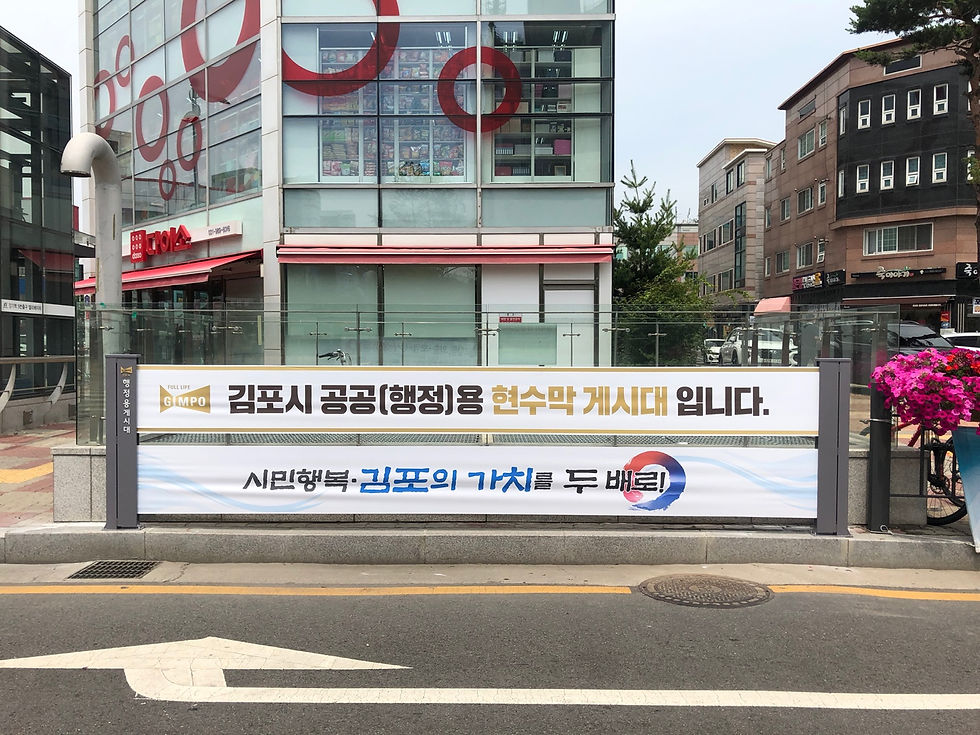 다이소
행정용게시대
FULL LIFE
GIMPO
김포시 공공(행정)용 현수막 게시대 입니다.
시민행복·김포의 가치를 두 배로!